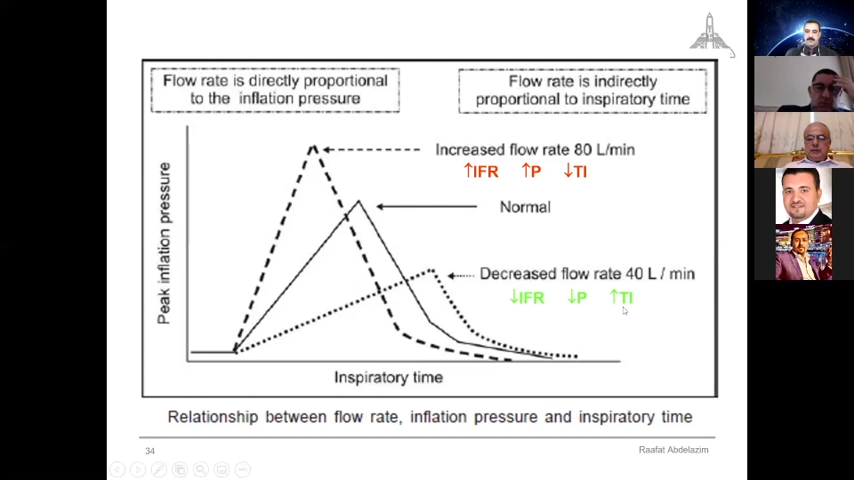 Flow rate is directly proportional
to the inflation pressure
Flow rate is indirectly
proportional to inspiratory time
Increased flow rate 80 L/min
↑IFR ↑P ↓TI
Normal
Decreased flow rate 40 L / min
↓IFR ↓P ↑TI
Peak inflation pressure
Inspiratory time
Relationship between flow rate, inflation pressure and inspiratory time
34
Raafat Abdelazim